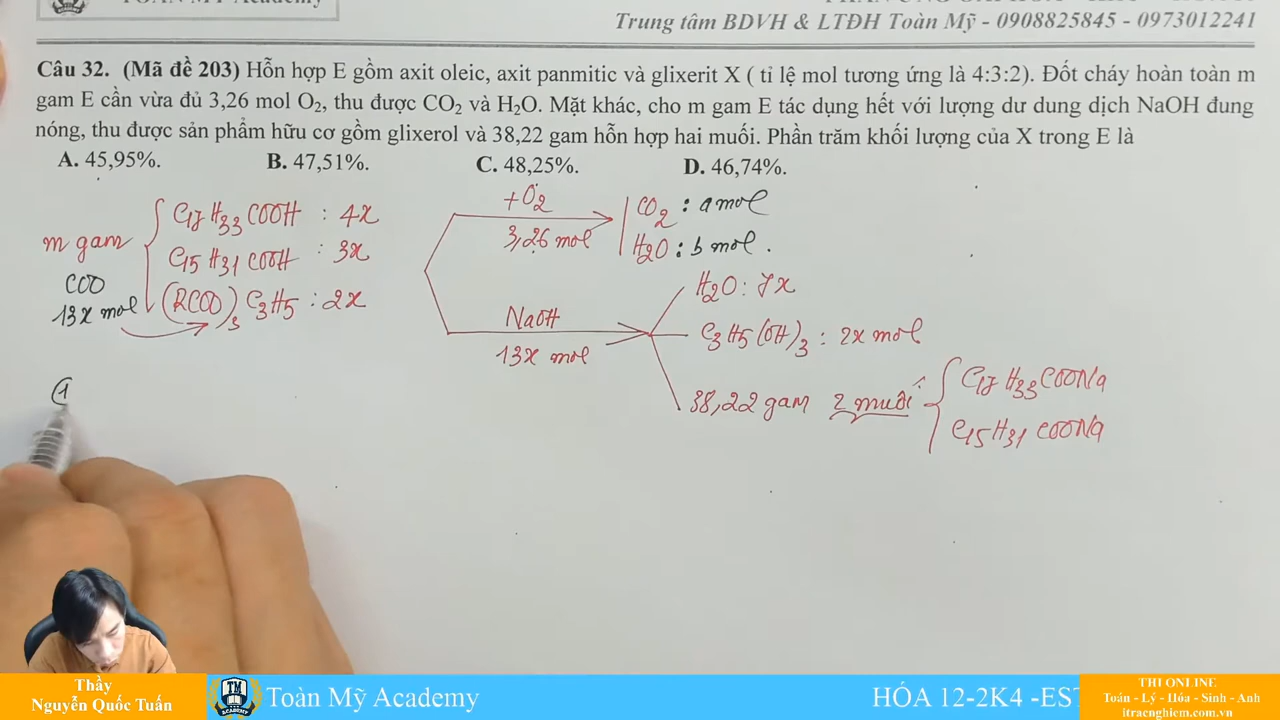 Trung tâm BDVH & LTĐH Toàn Mỹ - 0908825845 - 0973012241
Câu 32. (Mã đề 203) Hỗn hợp E gồm axit oleic, axit panmitic và glixerit X ( tỉ lệ mol tương ứng là 4:3:2). Đốt cháy hoàn toàn m
gam E cần vừa đủ 3,26 mol O₂, thu được CO₂ và H₂O. Mặt khác, cho m gam E tác dụng hết với lượng dư dung dịch NaOH đung
nóng, thu được sản phẩm hữu cơ gồm glixerol và 38,22 gam hỗn hợp hai muối. Phần trăm khối lượng của X trong E là
A. 45,95%. B. 47,51%. C. 48,25%. D. 46,74%.
m gam
C17H33COOH : 4x
C15H31COOH : 3x
(RCOO)3C3H5 : 2x
COO
13x mol
+O2
3,26 mol
CO2 : a mol
H2O : b mol.
NaOH
13x mol
H2O : 7x
C3H5(OH)3 : 2x mol
38,22 gam 2 muối
C17H33COONa
C15H31COONa
1
Thầy
Nguyễn Quốc Tuấn
TM
ACADEMY
Toàn Mỹ Academy
HÓA 12-2K4 -EST
THI ONLINE
Toán - Lý - Hóa - Sinh - Anh
itracnghiem.com.vn